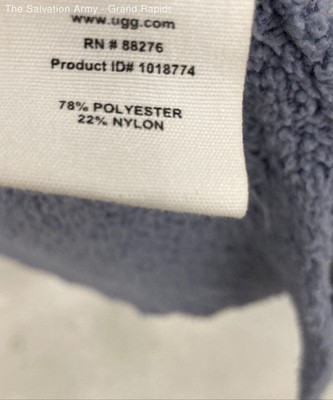 The Salvation Army - Grand Rapids
www.ugg.com
RN # 88276
Product ID# 1018774
78% POLYESTER
22% NYLON